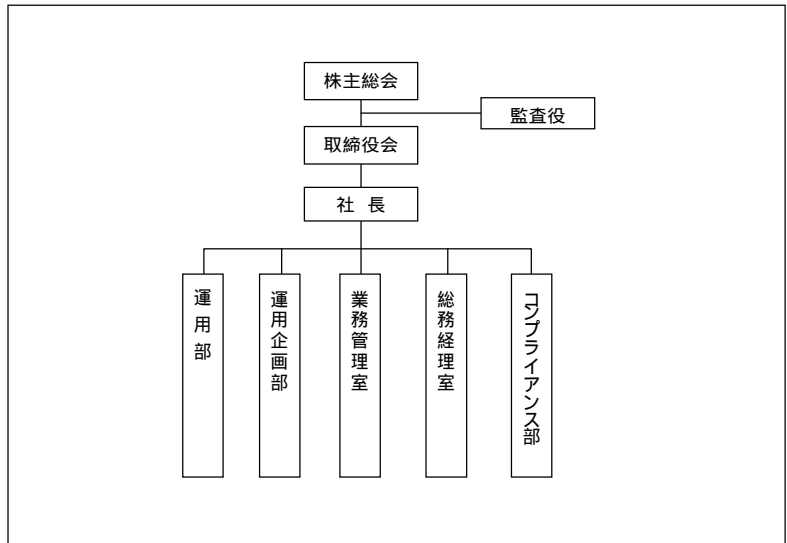 株主総会
監査役
取締役会
社 長
運用部
運用企画部
業務管理室
総務経理室
コンプライアンス部